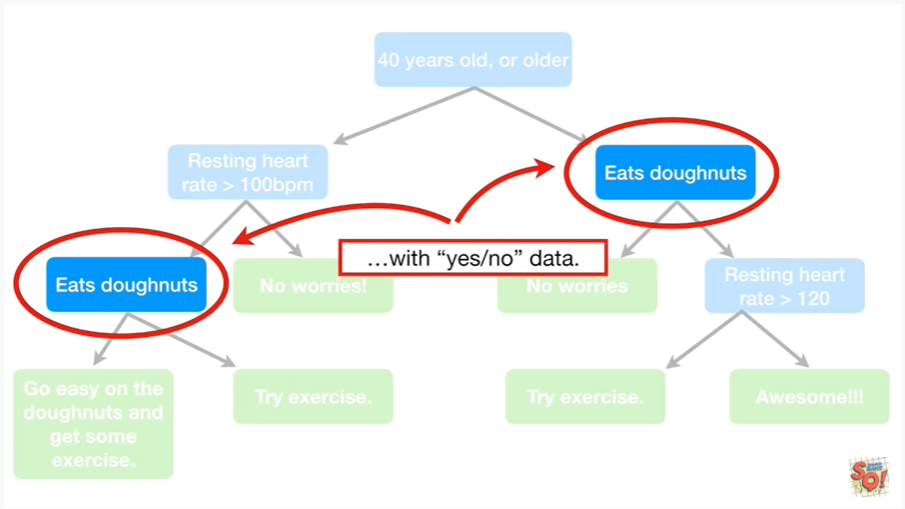 40 years old, or older
Resting heart
rate > 100bpm
Eats doughnuts
Eats doughnuts
…with “yes/no” data.
No worries!
No worries
Resting heart
rate > 120
Go easy on the
doughnuts and
get some
exercise.
Try exercise.
Try exercise.
Awesome!!!
SQ!